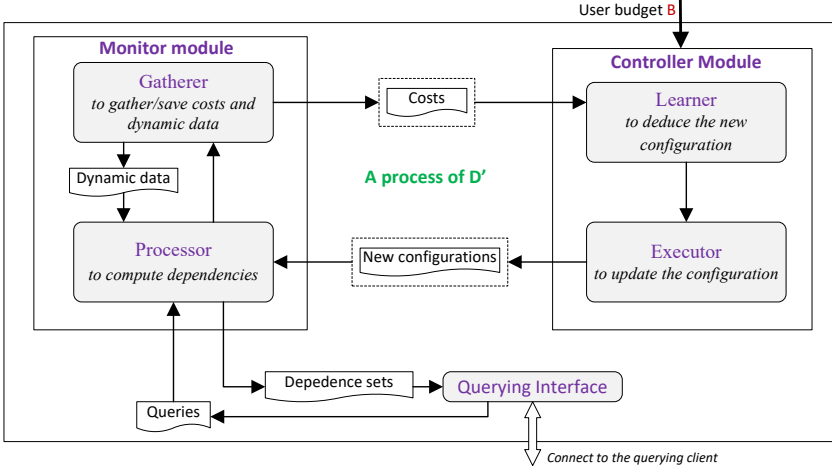 User budget B
Monitor module
Controller Module
Gatherer
to gather/save costs and
dynamic data
Costs
Learner
to deduce the new
configuration
Dynamic data
A process of D’
Processor
to compute dependencies
New configurations
Executor
to update the configuration
Depedence sets
Querying Interface
Queries
Connect to the querying client